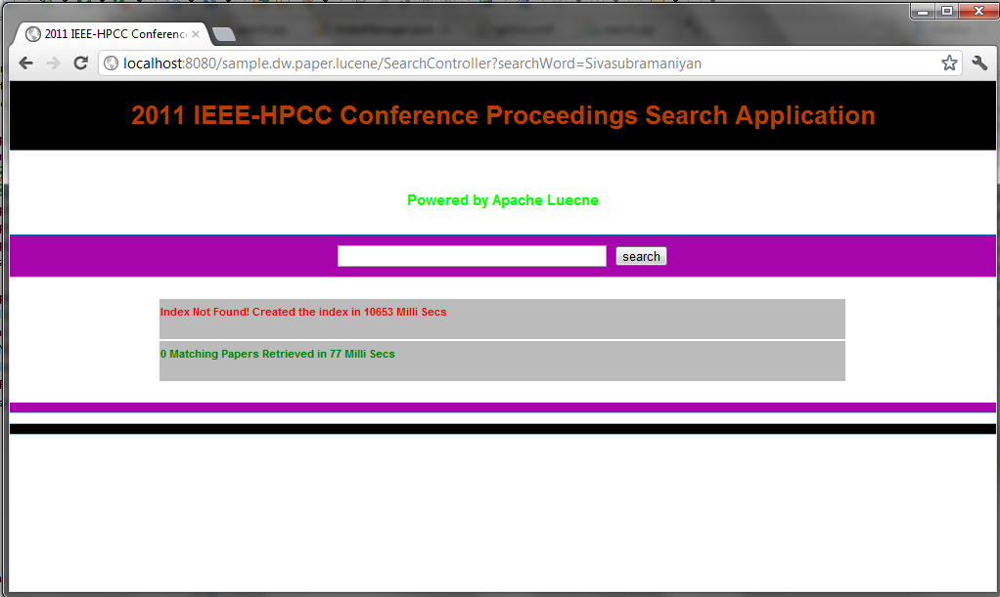 2011 IEEE-HPCC Conferenc
localhost:8080/sample.dw.paper.lucene/SearchController?searchWord=Sivasubramaniyan
2011 IEEE-HPCC Conference Proceedings Search Application
Powered by Apache Luecne
search
Index Not Found! Created the index in 10653 Milli Secs
0 Matching Papers Retrieved in 77 Milli Secs